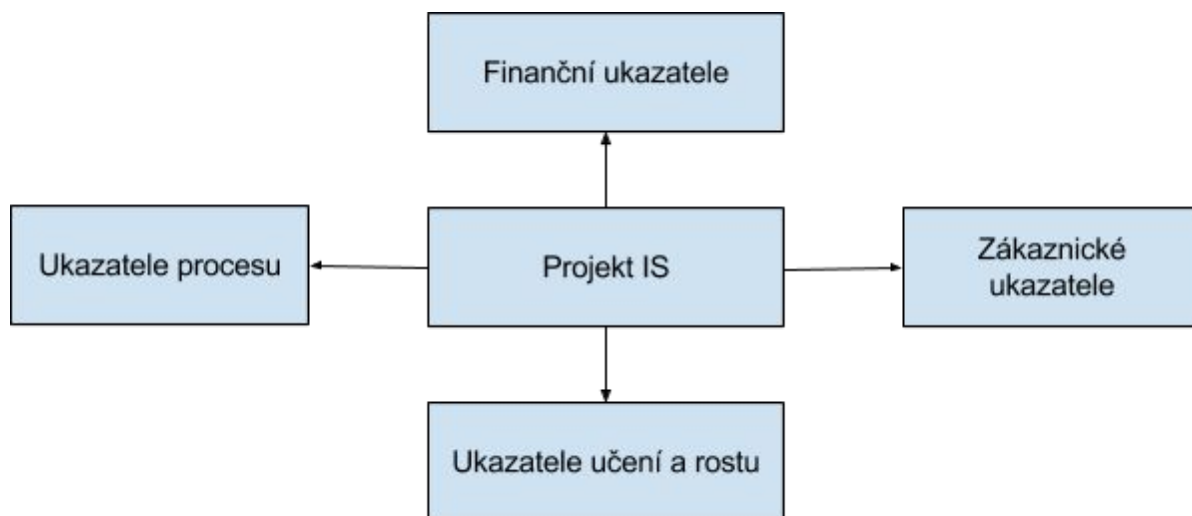 Finanční ukazatele
Ukazatele procesu
Projekt IS
Zákaznické
ukazatele
Ukazatele učení a rostu